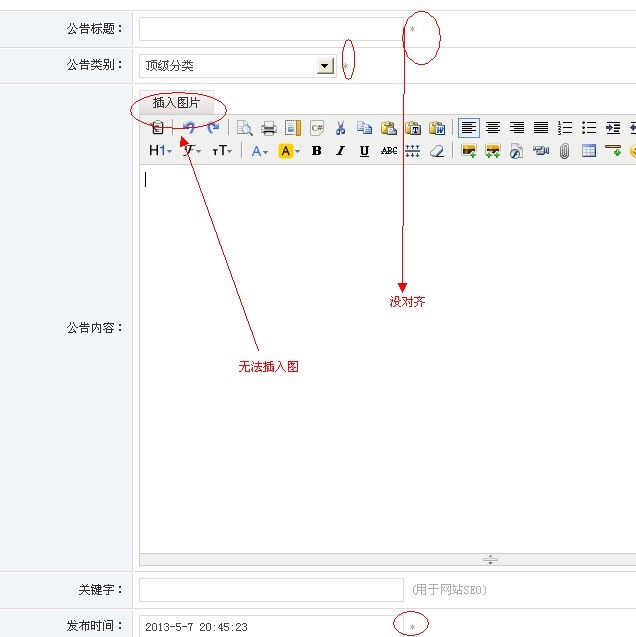 公告标题： *
公告类别： 顶级分类 *
插入图片
C#
T W
H1 𝓕 тT A A B I U ABC
没对齐
公告内容：
无法插入图
关键字： (用于网站SEO)
发布时间： 2013-5-7 20:45:23 *